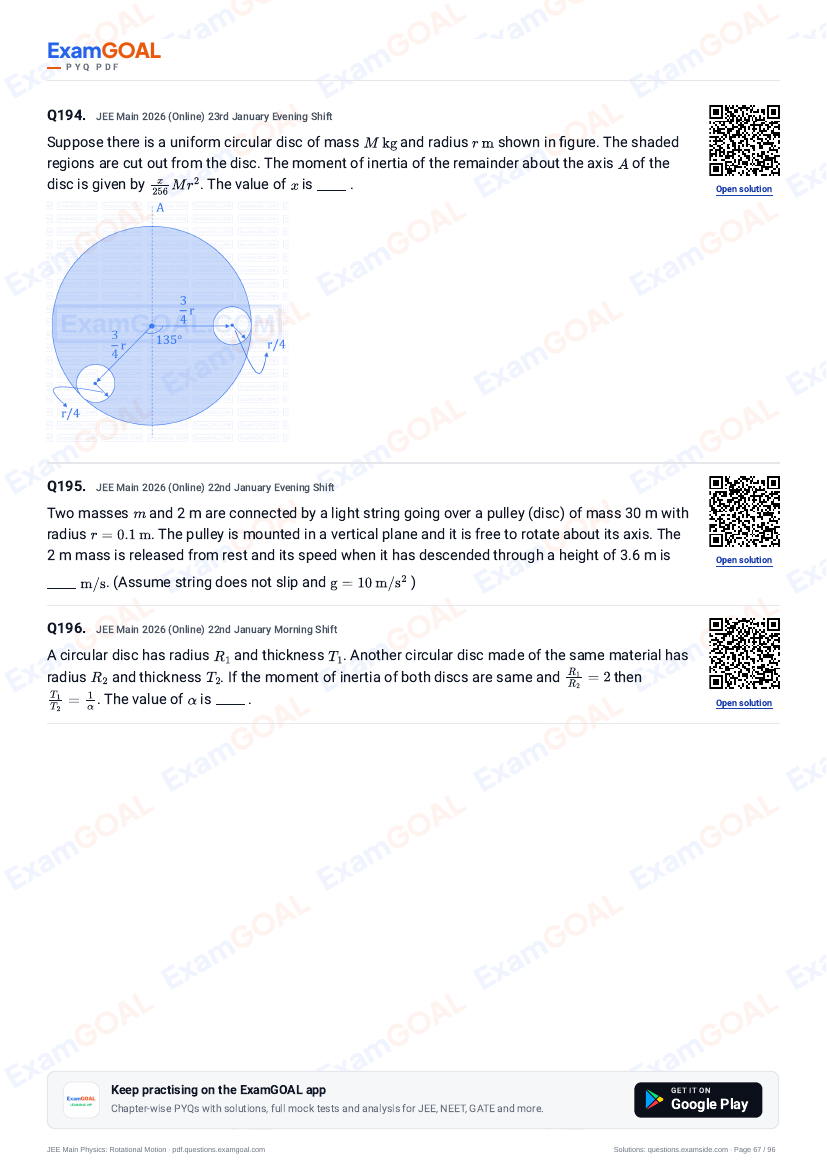 ExamGOAL
PYQ PDF
Q194. JEE Main 2026 (Online) 23rd January Evening Shift
Suppose there is a uniform circular disc of mass M kg and radius r m shown in figure. The shaded
regions are cut out from the disc. The moment of inertia of the remainder about the axis A of the
disc is given by x/256 Mr². The value of x is ____ .
Open solution
A
3/4 r
3/4 r
135°
r/4
r/4
Q195. JEE Main 2026 (Online) 22nd January Evening Shift
Two masses m and 2 m are connected by a light string going over a pulley (disc) of mass 30 m with
radius r = 0.1 m. The pulley is mounted in a vertical plane and it is free to rotate about its axis. The
2 m mass is released from rest and its speed when it has descended through a height of 3.6 m is
____ m/s. (Assume string does not slip and g = 10 m/s² )
Open solution
Q196. JEE Main 2026 (Online) 22nd January Morning Shift
A circular disc has radius R₁ and thickness T₁. Another circular disc made of the same material has
radius R₂ and thickness T₂. If the moment of inertia of both discs are same and R₁/R₂ = 2 then
T₁/T₂ = 1/α. The value of α is ____ .
Open solution
Keep practising on the ExamGOAL app
Chapter-wise PYQs with solutions, full mock tests and analysis for JEE, NEET, GATE and more.
GET IT ON
Google Play
JEE Main Physics: Rotational Motion · pdf.questions.examgoal.com
Solutions: questions.examside.com · Page 67 / 96